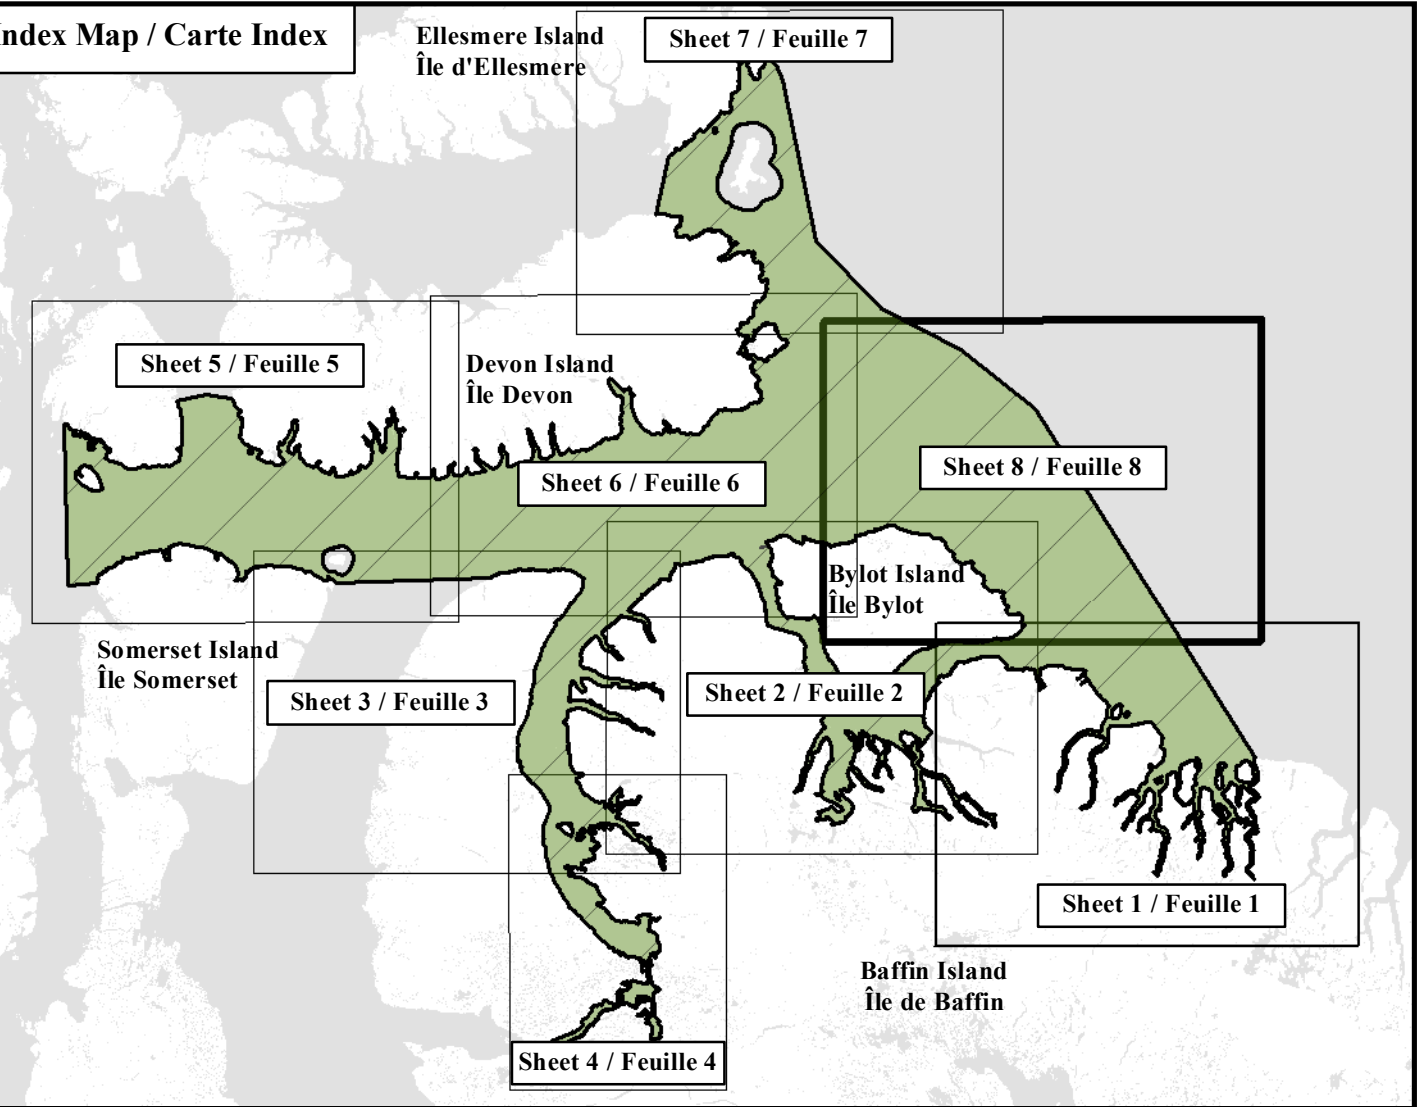 Index Map / Carte Index
Ellesmere Island
Île d'Ellesmere
Sheet 7 / Feuille 7
Sheet 5 / Feuille 5
Devon Island
Île Devon
Sheet 6 / Feuille 6
Sheet 8 / Feuille 8
Bylot Island
Île Bylot
Somerset Island
Île Somerset
Sheet 3 / Feuille 3
Sheet 2 / Feuille 2
Sheet 1 / Feuille 1
Baffin Island
Île de Baffin
Sheet 4 / Feuille 4